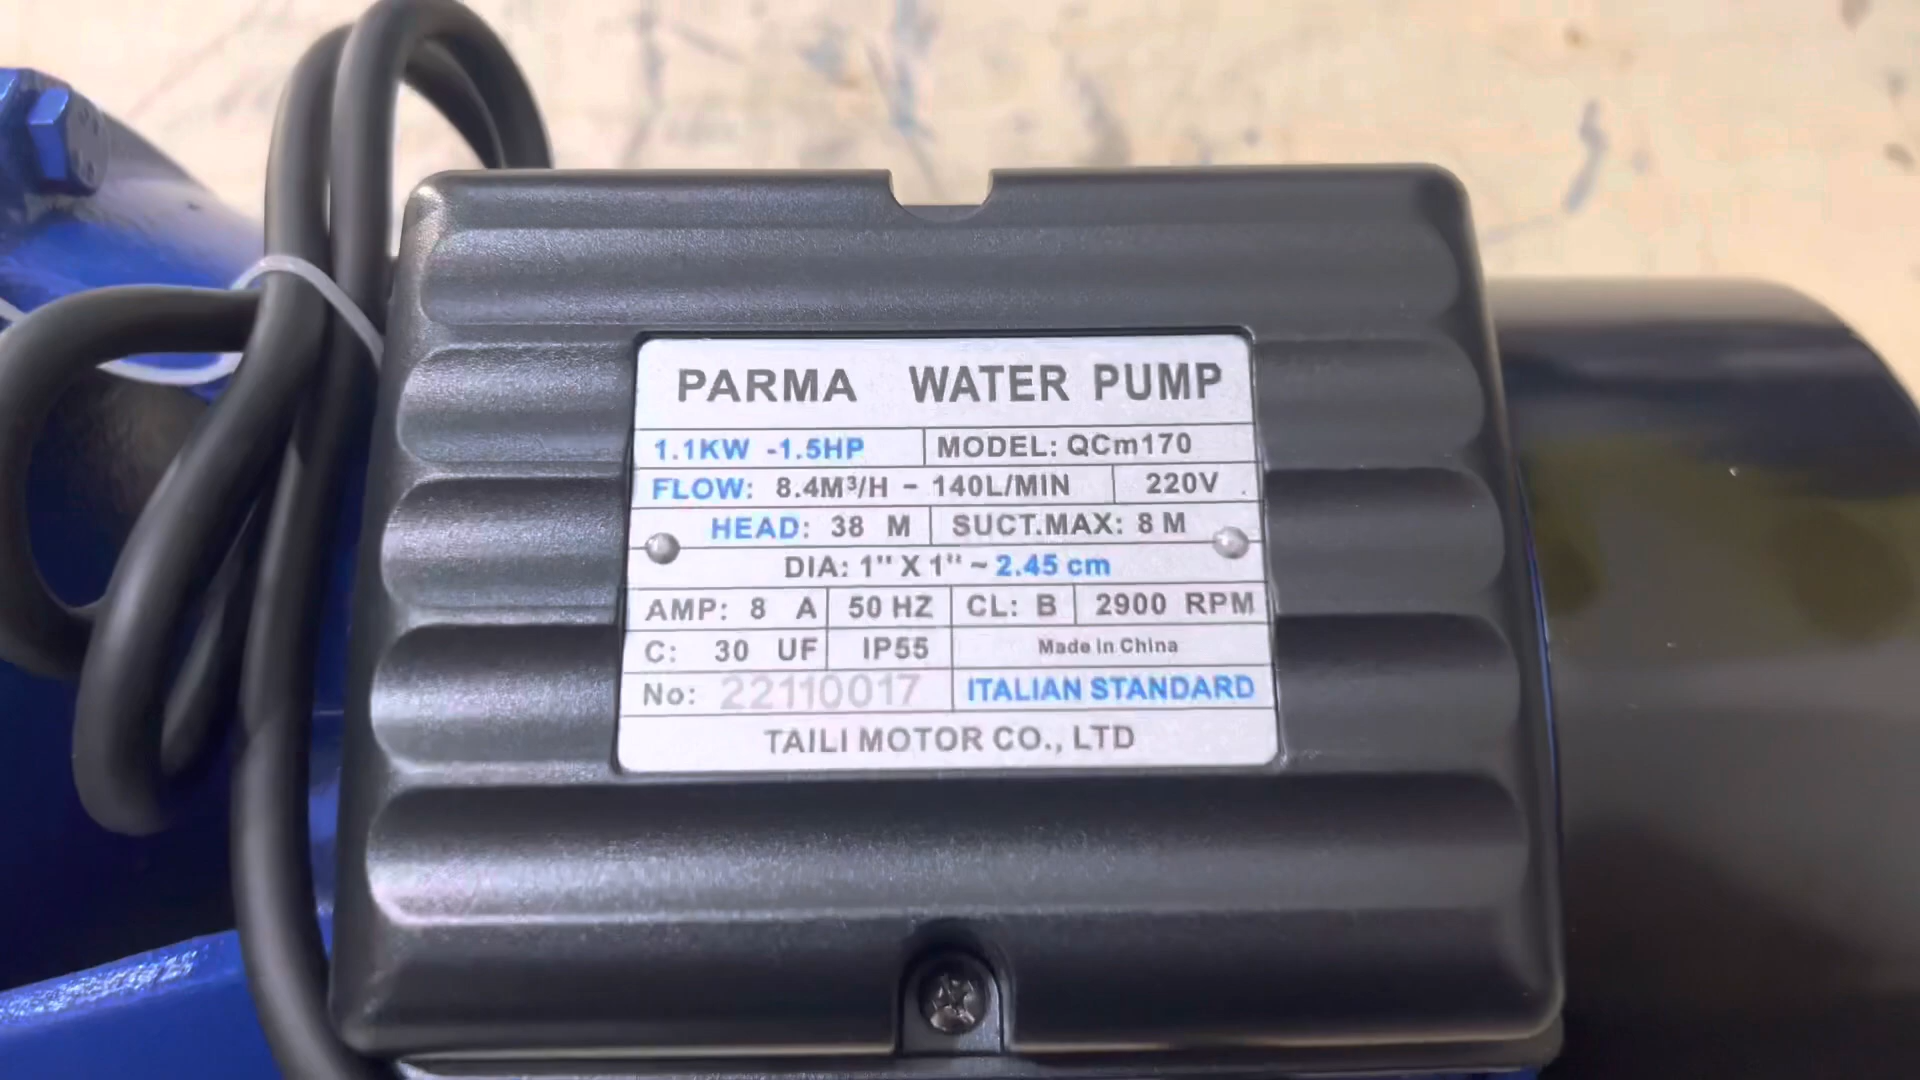 PARMA WATER PUMP
1.1KW -1.5HP MODEL: QCm170
FLOW: 8.4M³/H - 140L/MIN 220V
HEAD: 38 M SUCT.MAX: 8 M
DIA: 1" X 1" ~ 2.45 cm
AMP: 8 A 50 HZ CL: B 2900 RPM
C: 30 UF IP55 Made in China
No: 22110017 ITALIAN STANDARD
TAILI MOTOR CO., LTD